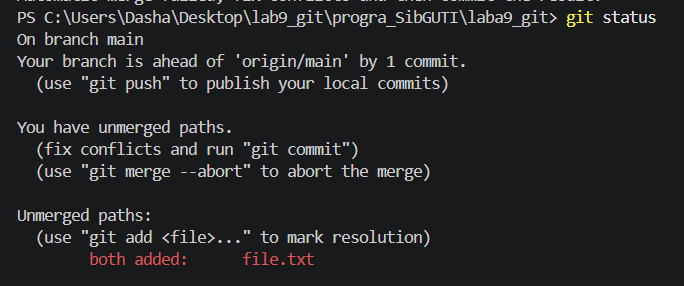 PS C:\Users\Dasha\Desktop\lab9_git\progra_SibGUTI\laba9_git> git status
On branch main
Your branch is ahead of 'origin/main' by 1 commit.
  (use "git push" to publish your local commits)

You have unmerged paths.
  (fix conflicts and run "git commit")
  (use "git merge --abort" to abort the merge)

Unmerged paths:
  (use "git add <file>..." to mark resolution)
        both added:      file.txt